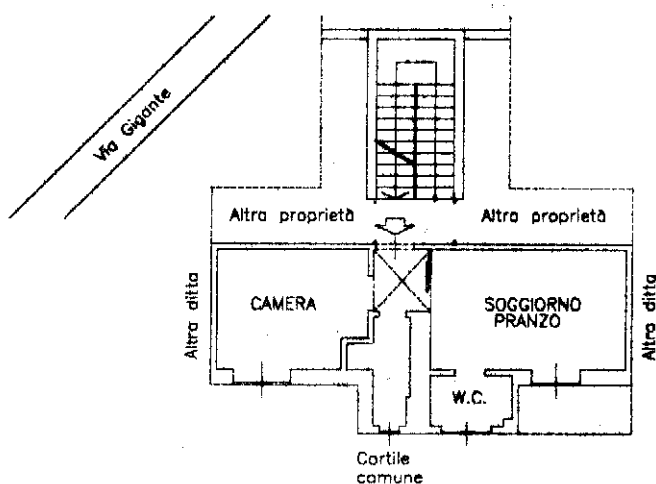 Via Gigante
Altra proprietà
Altra proprietà
Altra ditta
CAMERA
SOGGIORNO
PRANZO
Altra ditta
W.C.
Cortile
comune